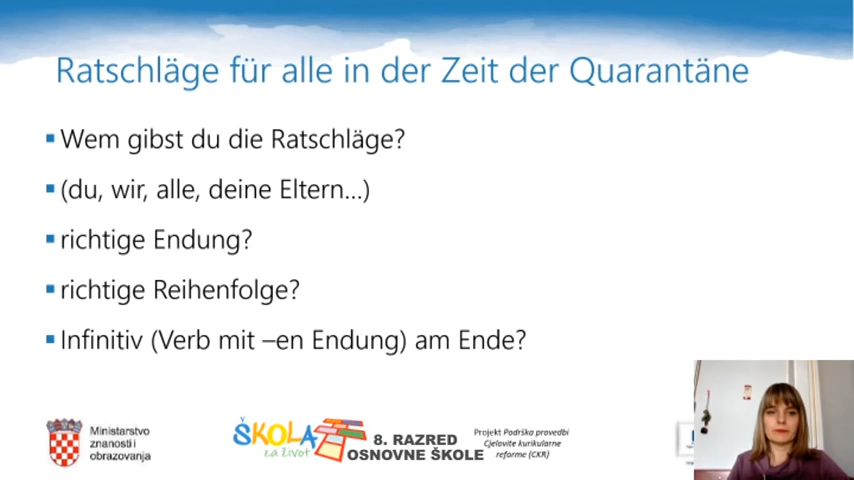 Ratschläge für alle in der Zeit der Quarantäne
Wem gibst du die Ratschläge?
(du, wir, alle, deine Eltern...)
richtige Endung?
richtige Reihenfolge?
Infinitiv (Verb mit –en Endung) am Ende?
Ministarstvo
znanosti i
obrazovanja
ŠKOLA
za život
8. RAZRED
OSNOVNE ŠKOLE
Projekt Podrška provedbi
Cjelovite kurikularne
reforme (CKR)